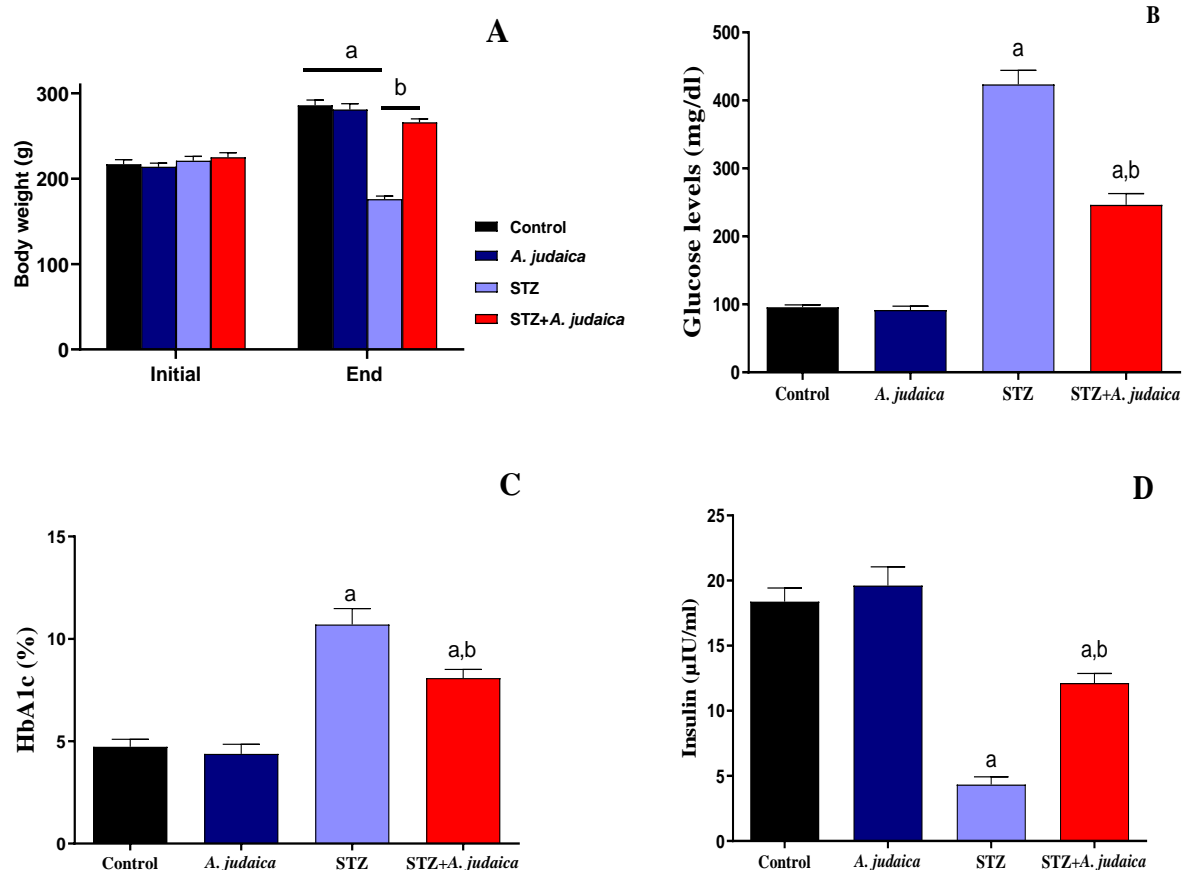 A
Body weight (g)
300
200
100
0
a
b
Initial
End
Control
A. judaica
STZ
STZ+A. judaica
B
Glucose levels (mg/dl)
500
400
300
200
100
0
a
a,b
Control
A. judaica
STZ
STZ+A. judaica
C
HbA1c (%)
15
10
5
0
a
a,b
Control
A. judaica
STZ
STZ+A. judaica
D
Insulin (µIU/ml)
25
20
15
10
5
0
a
a,b
Control
A. judaica
STZ
STZ+A. judaica